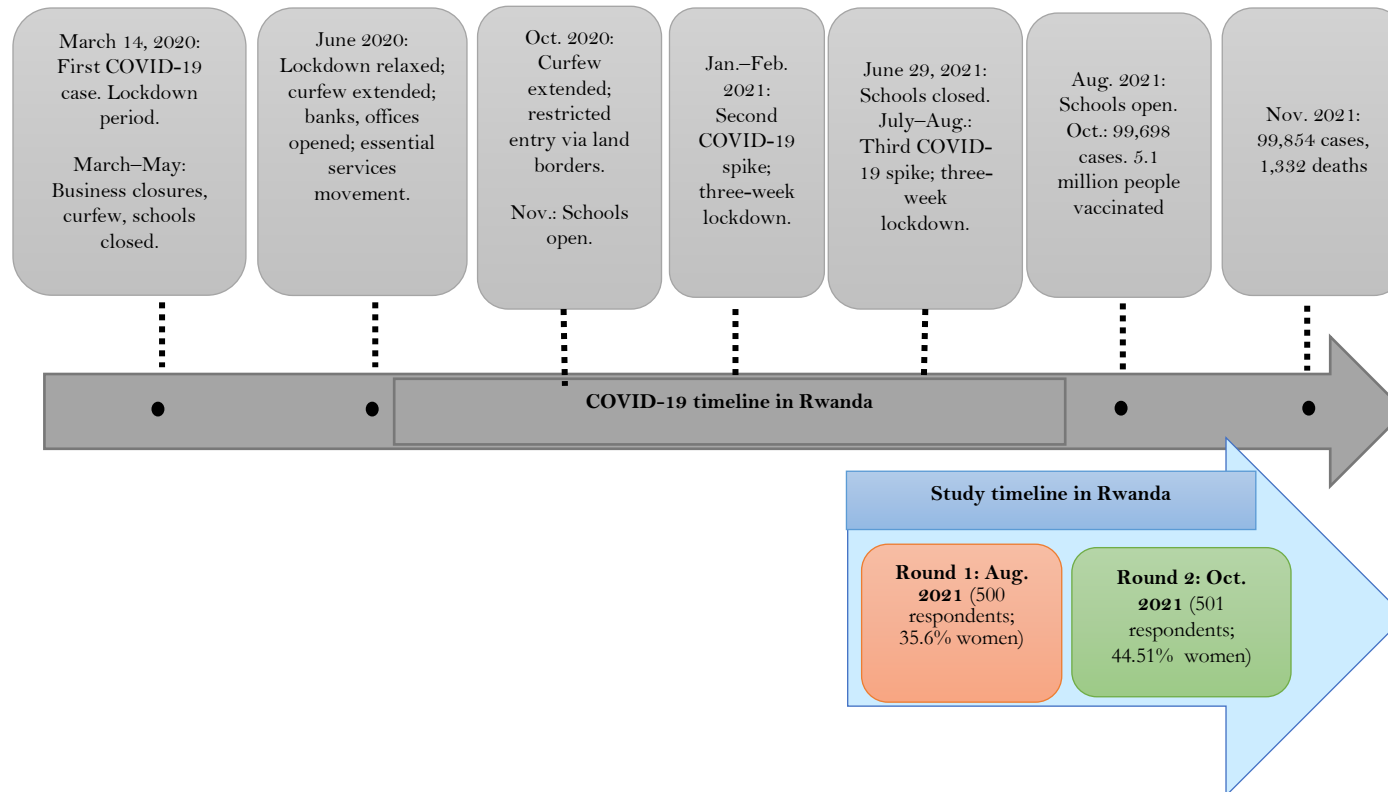 March 14, 2020:
First COVID-19
case. Lockdown
period.
March–May:
Business closures,
curfew, schools
closed.
June 2020:
Lockdown relaxed;
curfew extended;
banks, offices
opened; essential
services
movement.
Oct. 2020:
Curfew
extended;
restricted
entry via land
borders.
Nov.: Schools
open.
Jan.–Feb.
2021:
Second
COVID-19
spike;
three-week
lockdown.
June 29, 2021:
Schools closed.
July–Aug.:
Third COVID-
19 spike; three-
week
lockdown.
Aug. 2021:
Schools open.
Oct.: 99,698
cases. 5.1
million people
vaccinated
Nov. 2021:
99,854 cases,
1,332 deaths
COVID-19 timeline in Rwanda
Study timeline in Rwanda
Round 1: Aug.
2021 (500
respondents;
35.6% women)
Round 2: Oct.
2021 (501
respondents;
44.51% women)